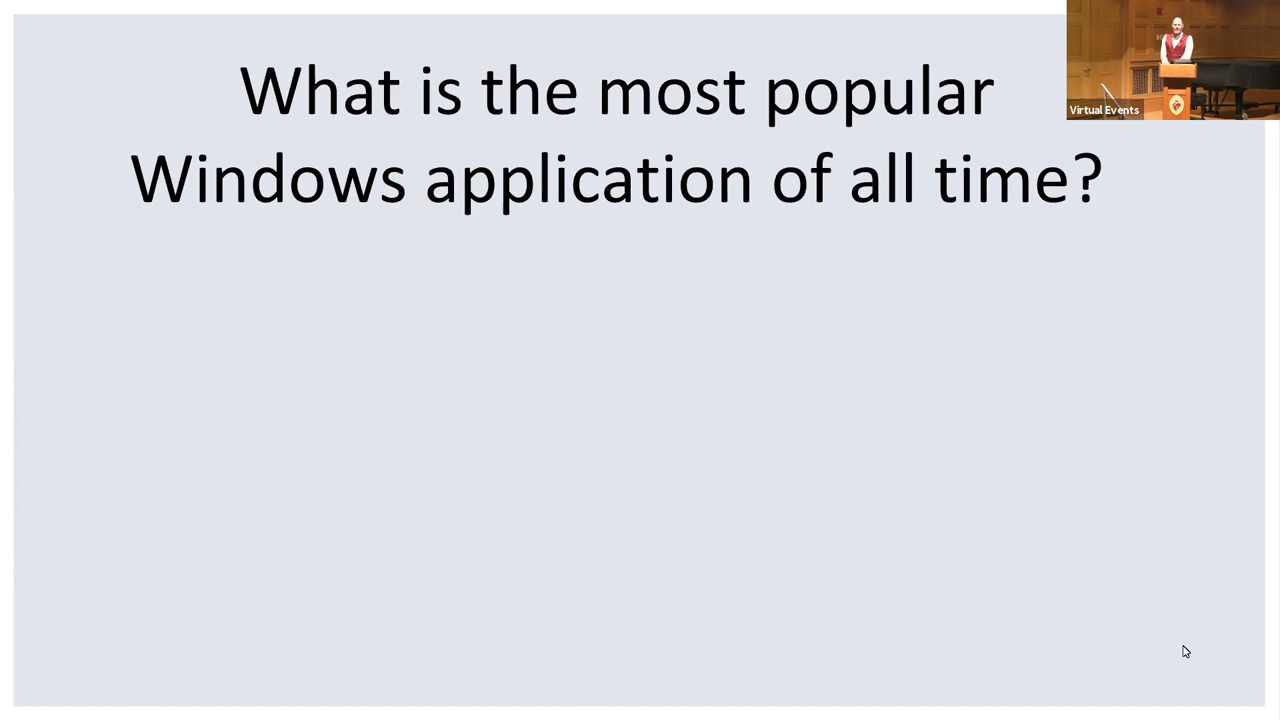 What is the most popular
Windows application of all time?
Virtual Events